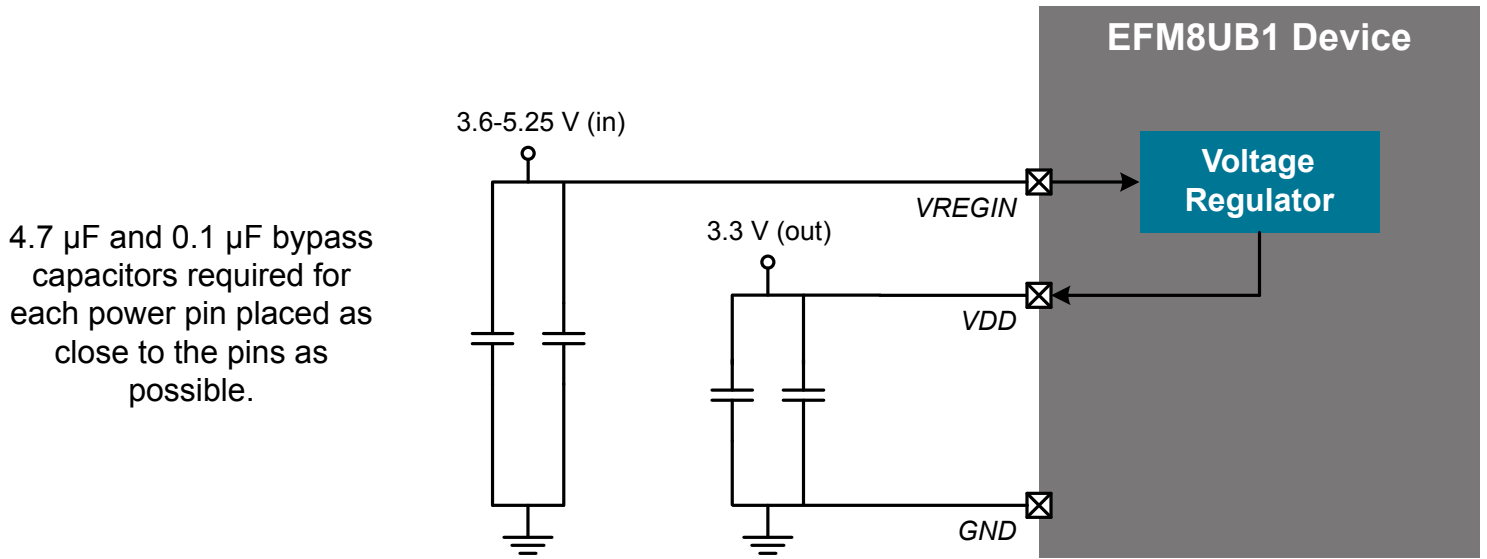 EFM8UB1 Device
3.6-5.25 V (in)
Voltage
Regulator
VREGIN
3.3 V (out)
4.7 µF and 0.1 µF bypass
capacitors required for
each power pin placed as
close to the pins as
possible.
VDD
GND